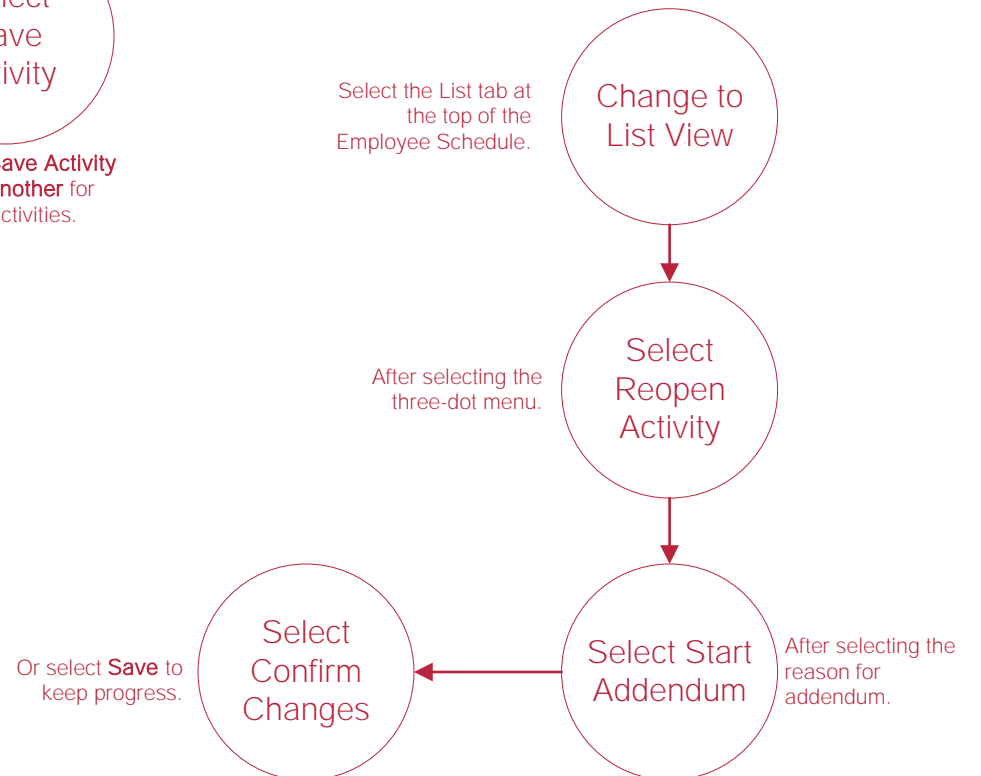 ave
ivity
ave Activity
nother for
ctivities.
Select the List tab at
the top of the
Employee Schedule.
Change to
List View
After selecting the
three-dot menu.
Select
Reopen
Activity
Select Start
Addendum
After selecting the
reason for
addendum.
Select
Confirm
Changes
Or select Save to
keep progress.